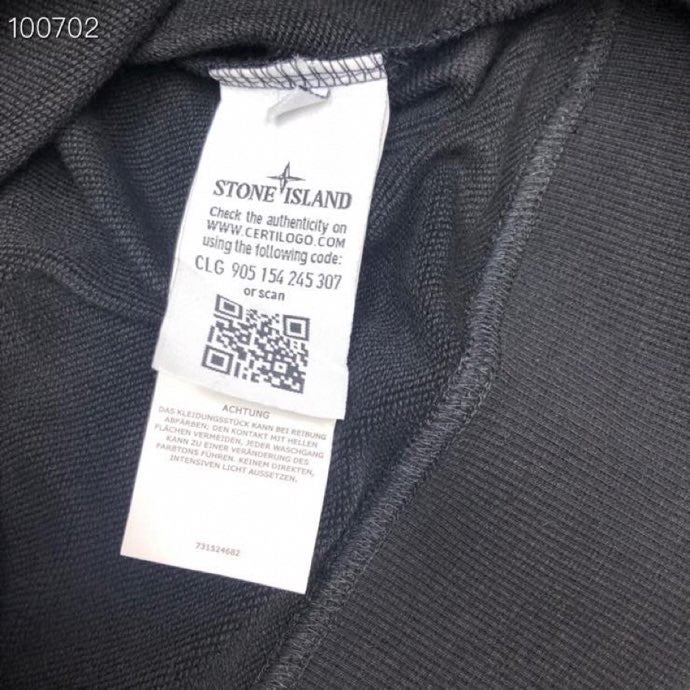 100702
STONE ISLAND
Check the authenticity on
WWW.CERTILOGO.COM
using the following code:
CLG 905 154 245 307
or scan
ACHTUNG
DAS KLEIDUNGSSTÜCK KANN BEI REIBUNG
ABFÄRBEN; DEN KONTAKT MIT HELLEN
FLÄCHEN VERMEIDEN, JEDER WASCHGANG
KANN ZU EINER VERÄNDERUNG DES
FARBTONS FÜHREN. KEINEM DIREKTEN,
INTENSIVEN LICHT AUSSETZEN.
731524682